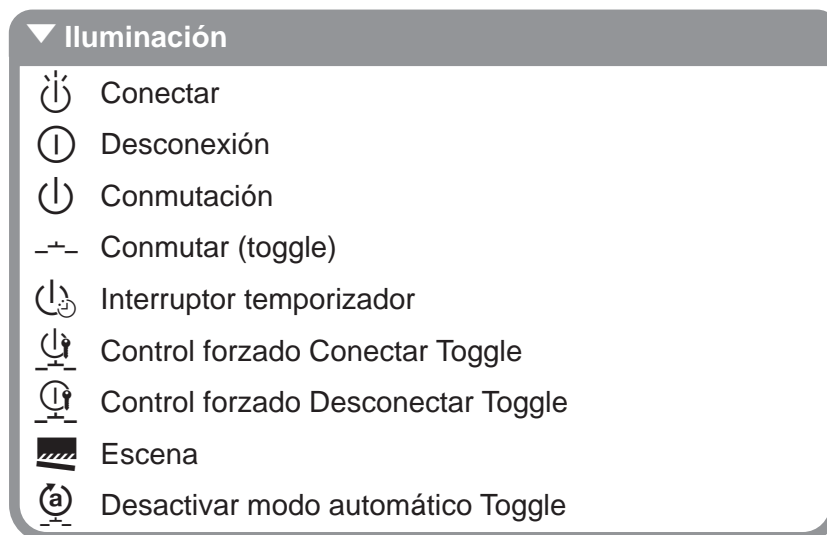 Iluminación
Conectar
Desconexión
Conmutación
Conmutar (toggle)
Interruptor temporizador
Control forzado Conectar Toggle
Control forzado Desconectar Toggle
Escena
Desactivar modo automático Toggle